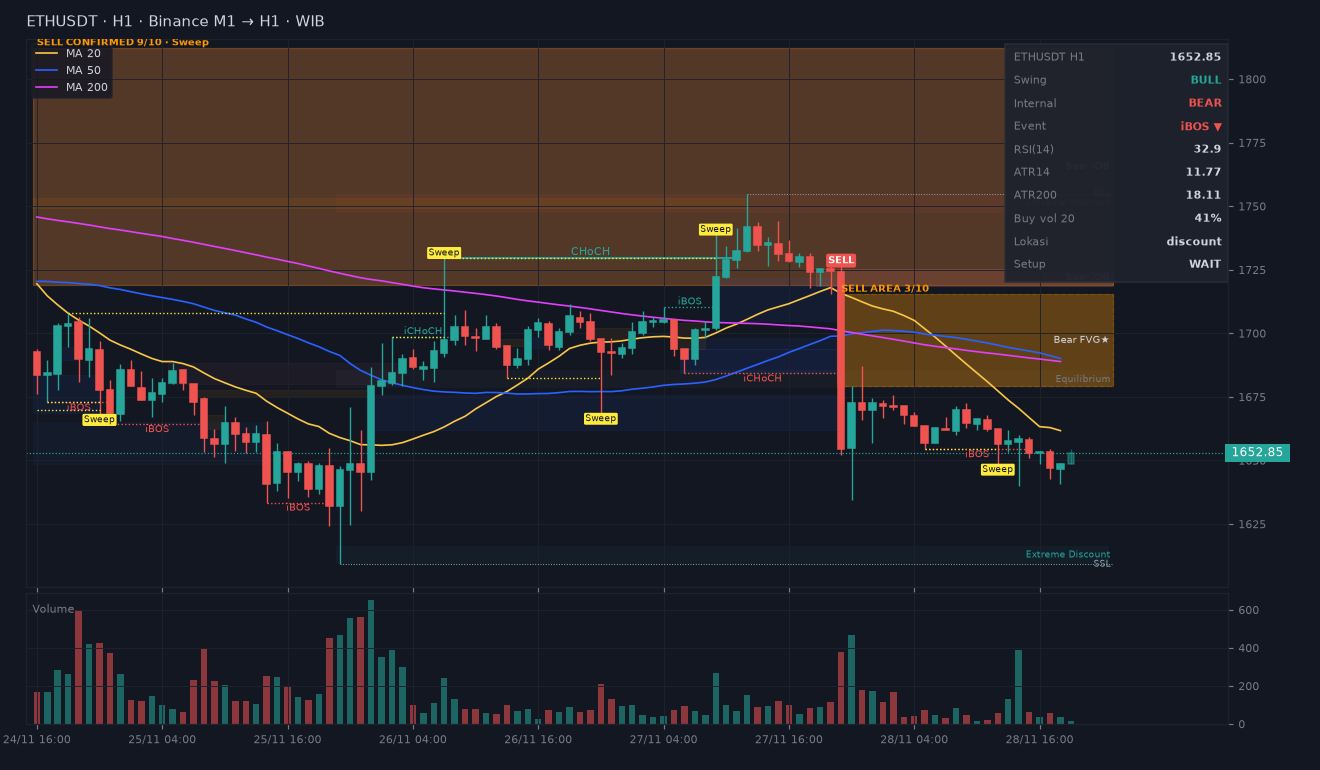 ETHUSDT · H1 · Binance M1 → H1 · WIB
SELL CONFIRMED 9/10 · Sweep
MA 20
MA 50
MA 200
ETHUSDT H1 1652.85
Swing BULL
Internal BEAR
Event iBOS ▼
RSI(14) 32.9
ATR14 11.77
ATR200 18.11
Buy vol 20 41%
Lokasi discount
Setup WAIT
1800
1775
1750
1725
1700
1675
1650
1625
1652.85
Sweep
Sweep
CHoCH
SELL
SELL AREA 3/10
iBOS
iCHoCH
Bear FVG★
iCHoCH
Equilibrium
iBOS
Sweep
iBOS
Sweep
iBOS
Sweep
iBOS
Extreme Discount
SSL
Volume
600
400
200
0
24/11 16:00
25/11 04:00
25/11 16:00
26/11 04:00
26/11 16:00
27/11 04:00
27/11 16:00
28/11 04:00
28/11 16:00